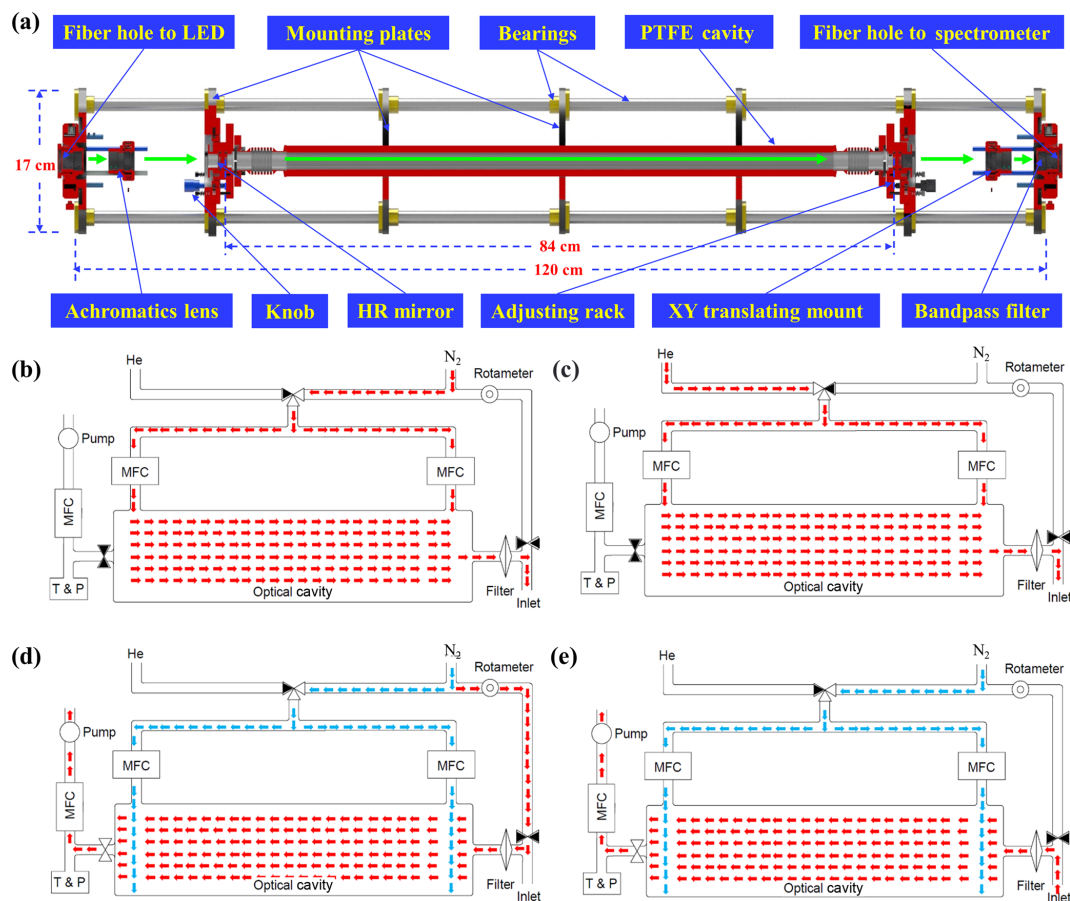 (a)
Fiber hole to LED
Mounting plates
Bearings
PTFE cavity
Fiber hole to spectrometer
17 cm
84 cm
120 cm
Achromatics lens
Knob
HR mirror
Adjusting rack
XY translating mount
Bandpass filter
(b)
He
N2
Rotameter
Pump
MFC
MFC
MFC
T & P
Optical cavity
Filter
Inlet
(c)
He
N2
Rotameter
Pump
MFC
MFC
MFC
T & P
Optical cavity
Filter
Inlet
(d)
He
N2
Rotameter
Pump
MFC
MFC
MFC
T & P
Optical cavity
Filter
Inlet
(e)
He
N2
Rotameter
Pump
MFC
MFC
MFC
T & P
Optical cavity
Filter
Inlet